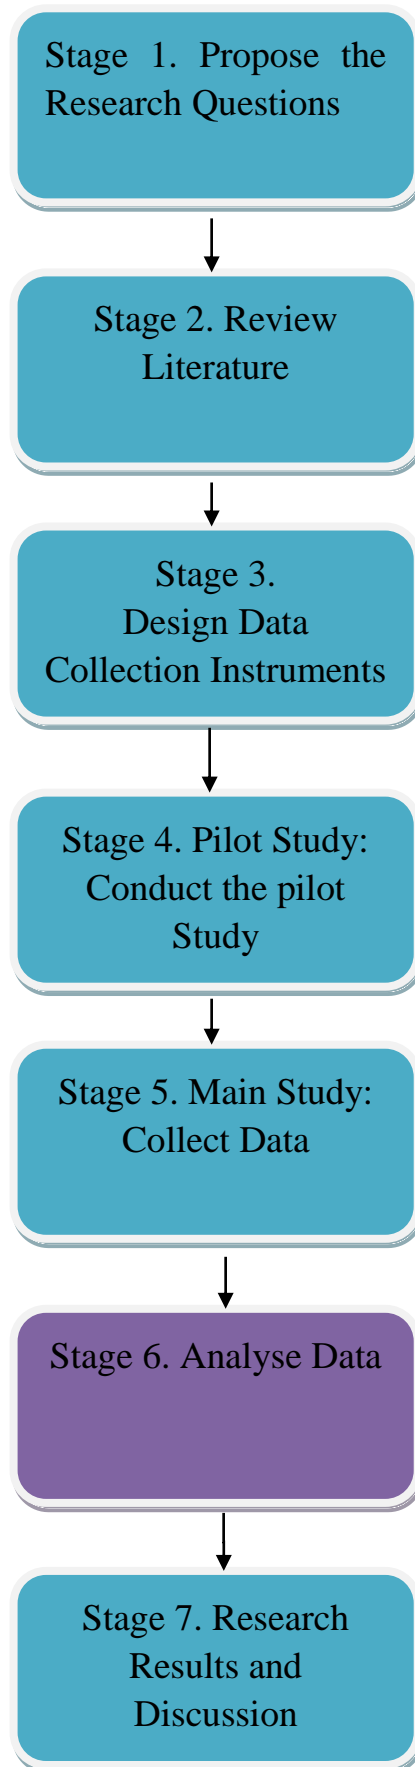 Stage 1. Propose the
Research Questions
Stage 2. Review
Literature
Stage 3.
Design Data
Collection Instruments
Stage 4. Pilot Study:
Conduct the pilot
Study
Stage 5. Main Study:
Collect Data
Stage 6. Analyse Data
Stage 7. Research
Results and
Discussion